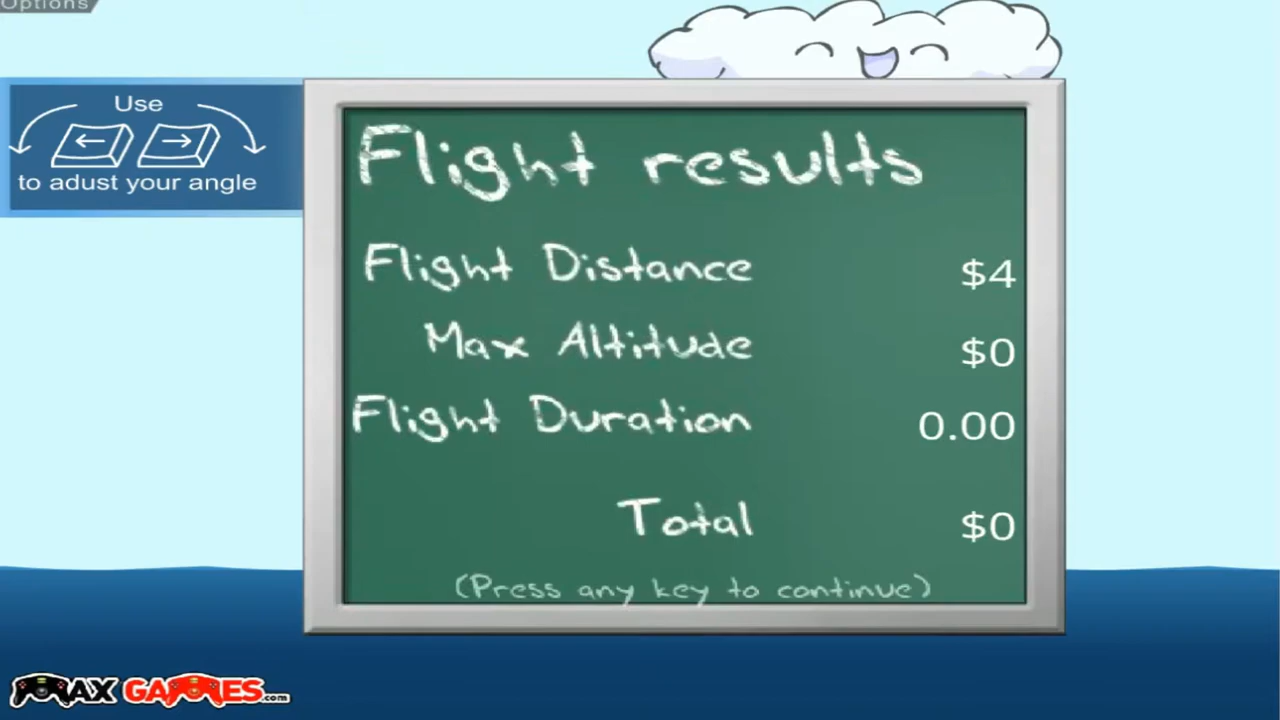 Options
Use
to adust your angle
Flight results
Flight Distance $4
Max Altitude $0
Flight Duration 0.00
Total $0
(Press any key to continue)
MAX GAMES.com